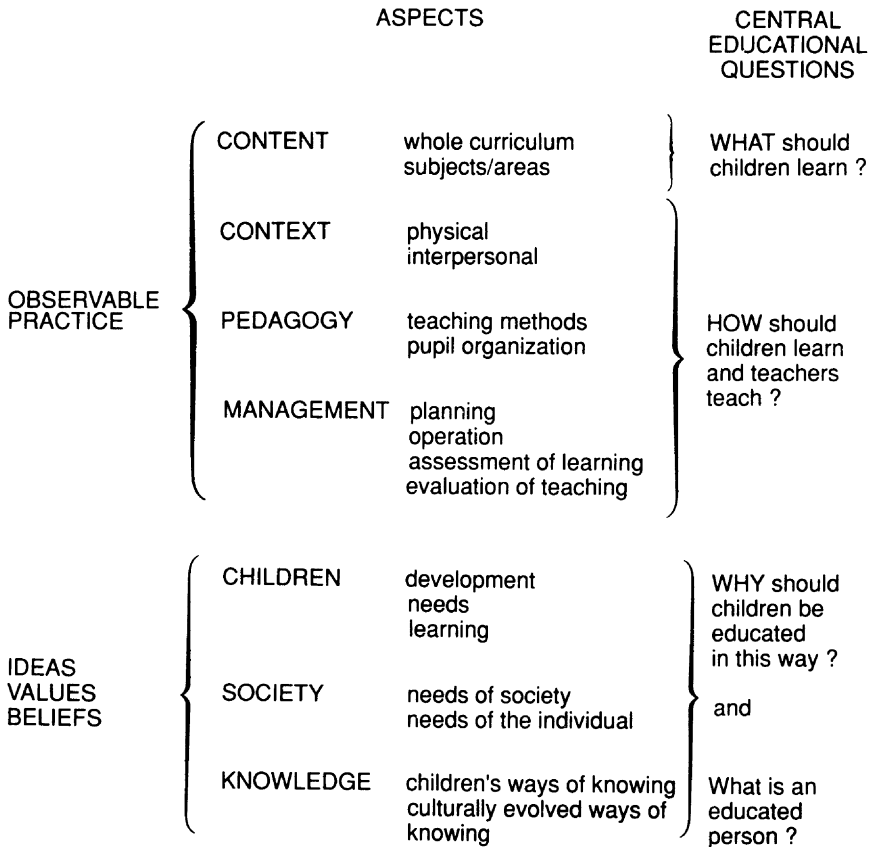 ASPECTS
CENTRAL
EDUCATIONAL
QUESTIONS
OBSERVABLE
PRACTICE
CONTENT
whole curriculum
subjects/areas
WHAT should
children learn ?
CONTEXT
physical
interpersonal
PEDAGOGY
teaching methods
pupil organization
MANAGEMENT
planning
operation
assessment of learning
evaluation of teaching
HOW should
children learn
and teachers
teach ?
IDEAS
VALUES
BELIEFS
CHILDREN
development
needs
learning
SOCIETY
needs of society
needs of the individual
KNOWLEDGE
children's ways of knowing
culturally evolved ways of
knowing
WHY should
children be
educated
in this way ?
and
What is an
educated
person ?